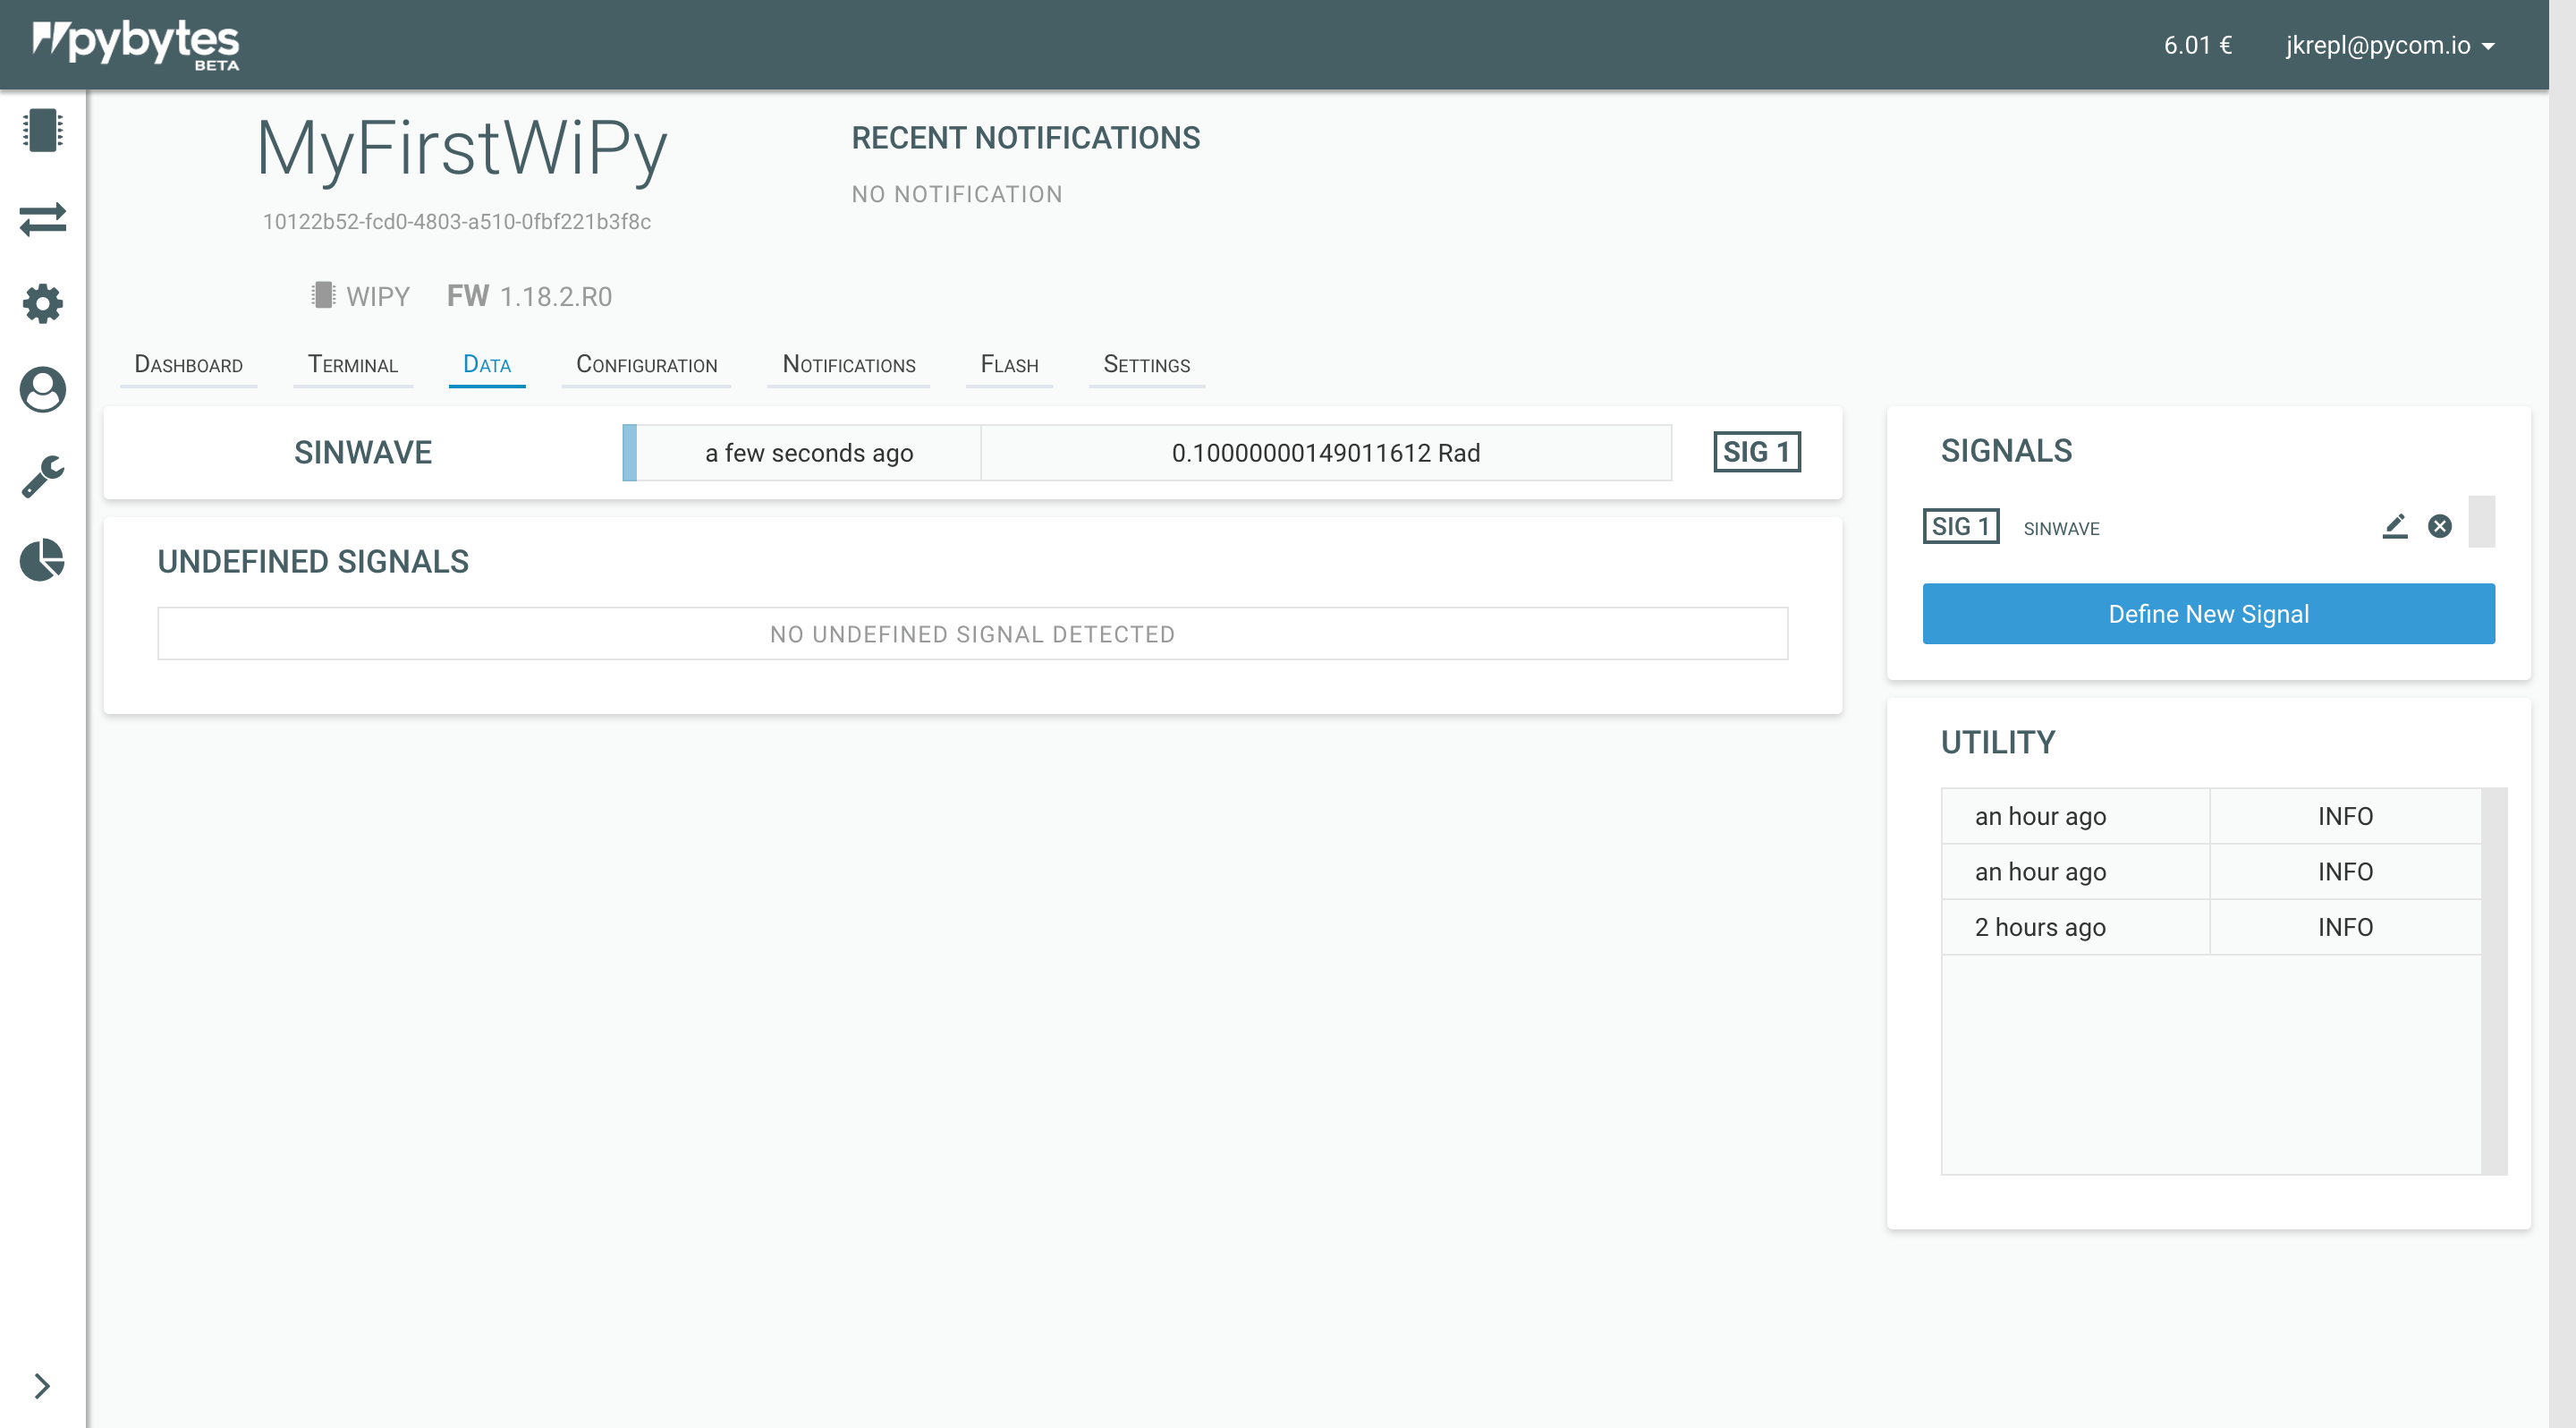 pybytes
BETA
6.01 €
jkrepl@pycom.io
MyFirstWiPy
10122b52-fcd0-4803-a510-0fbf221b3f8c
WIPY FW 1.18.2.R0
RECENT NOTIFICATIONS
NO NOTIFICATION
Dashboard Terminal Data Configuration Notifications Flash Settings
SINWAVE a few seconds ago 0.10000000149011612 Rad SIG 1
UNDEFINED SIGNALS
NO UNDEFINED SIGNAL DETECTED
SIGNALS
SIG 1 SINWAVE
Define New Signal
UTILITY
an hour ago INFO
an hour ago INFO
2 hours ago INFO